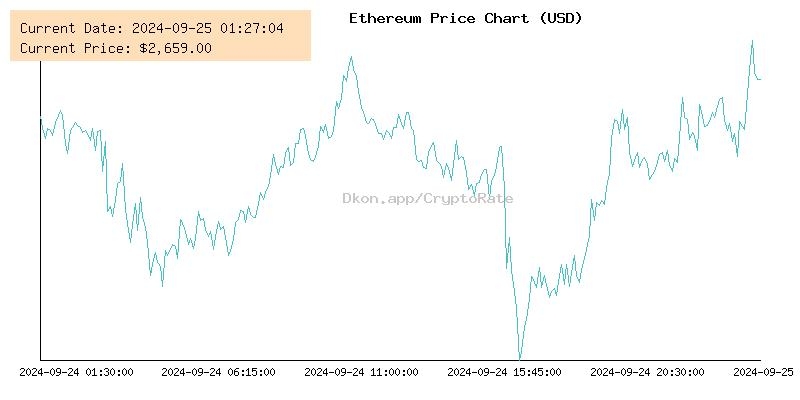 Ethereum Price Chart (USD)
Current Date: 2024-09-25 01:27:04
Current Price: $2,659.00
Dkon.app/CryptoRate
2024-09-24 01:30:00 2024-09-24 06:15:00 2024-09-24 11:00:00 2024-09-24 15:45:00 2024-09-24 20:30:00 2024-09-25